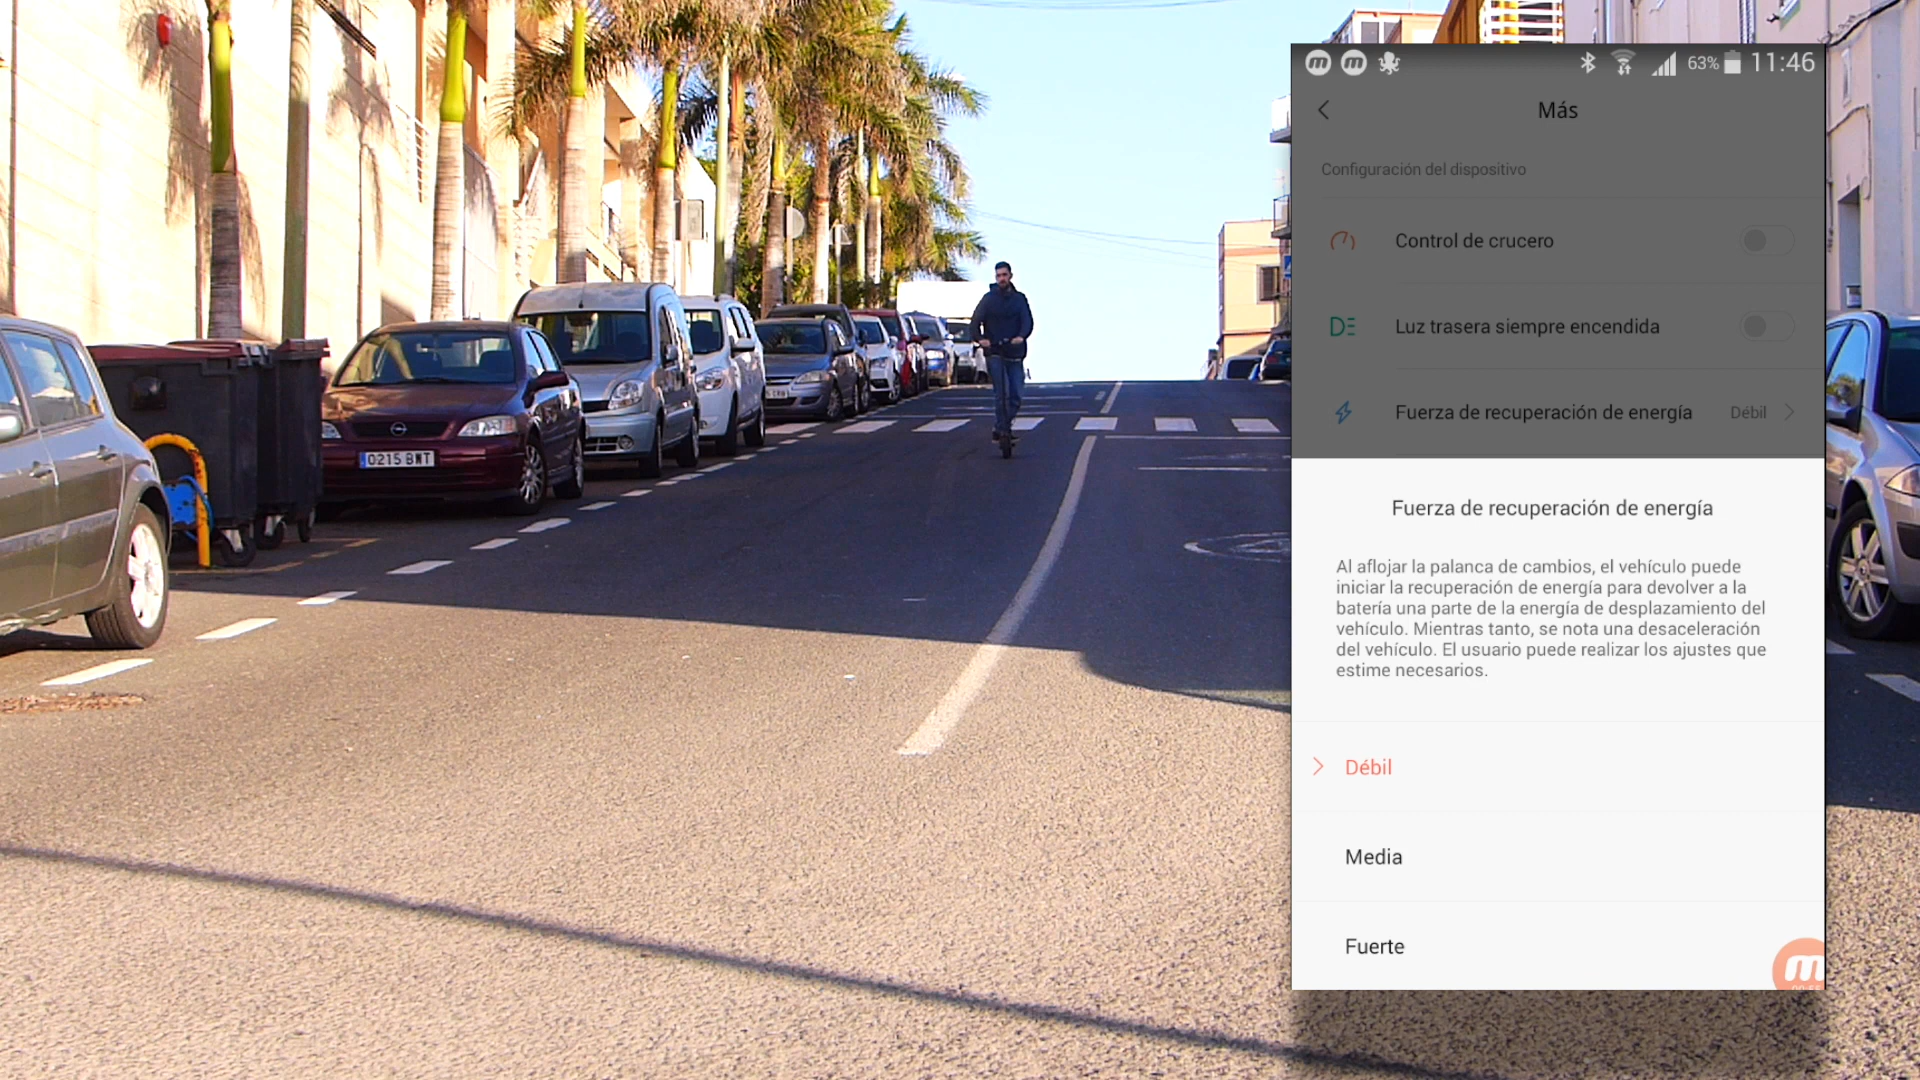 63% 11:46
Más
Configuración del dispositivo
Control de crucero
Luz trasera siempre encendida
Fuerza de recuperación de energía Débil
Fuerza de recuperación de energía
Al aflojar la palanca de cambios, el vehículo puede
iniciar la recuperación de energía para devolver a la
batería una parte de la energía de desplazamiento del
vehículo. Mientras tanto, se nota una desaceleración
del vehículo. El usuario puede realizar los ajustes que
estime necesarios.
Débil
Media
Fuerte
0215 BWT